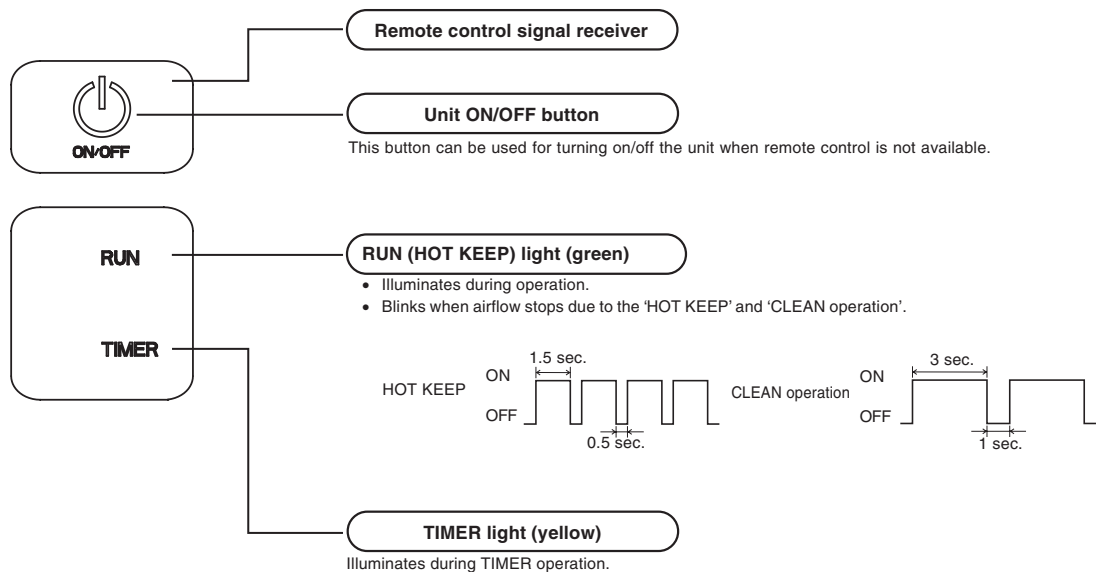 Remote control signal receiver
ON/OFF
Unit ON/OFF button
This button can be used for turning on/off the unit when remote control is not available.
RUN
TIMER
RUN (HOT KEEP) light (green)
• Illuminates during operation.
• Blinks when airflow stops due to the ‘HOT KEEP’ and ‘CLEAN operation’.
HOT KEEP
ON
OFF
1.5 sec.
0.5 sec.
CLEAN operation
ON
OFF
3 sec.
1 sec.
TIMER light (yellow)
Illuminates during TIMER operation.